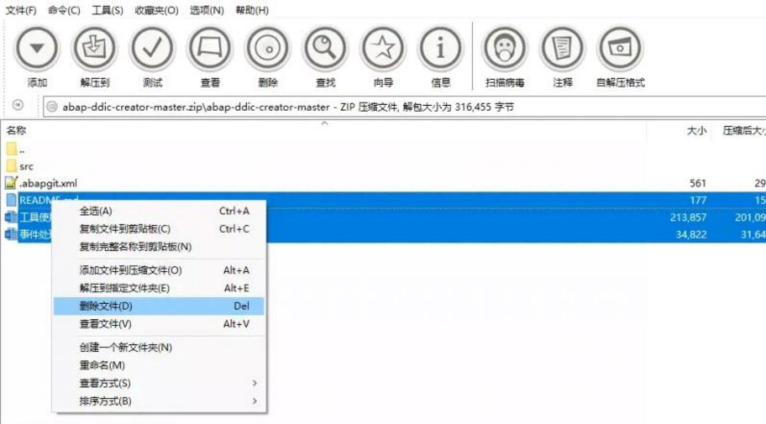 文件(F) 命令(C) 工具(S) 收藏夹(O) 选项(N) 帮助(H)
添加 解压到 测试 查看 删除 查找 向导 信息 扫描病毒 注释 自解压格式
abap-ddic-creator-master.zip\abap-ddic-creator-master - ZIP 压缩文件, 解包大小为 316,455 字节
名称 大小 压缩后大
..
src
.abapgit.xml 561 29
README.md 177 15
工具使 213,857 201,09
事件处 34,822 31,64
全选(A) Ctrl+A
复制文件到剪贴板(C) Ctrl+C
复制完整名称到剪贴板(N)
添加文件到压缩文件(O) Alt+A
解压到指定文件夹(E) Alt+E
删除文件(D) Del
查看文件(V) Alt+V
创建一个新文件夹(N)
重命名(M)
查看方式(S)
排序方式(B)